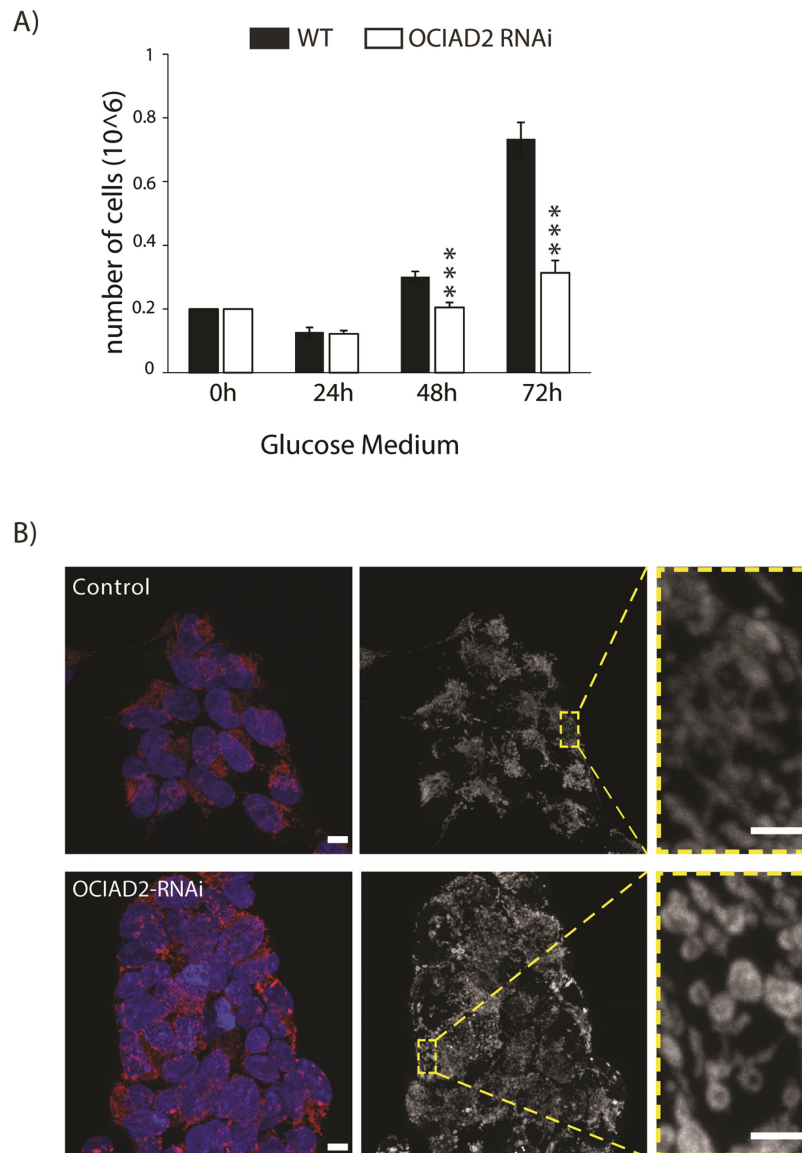 A)
WT OCIAD2 RNAi
number of cells (10^6)
1
0.8
0.6
0.4
0.2
0
***
***
0h 24h 48h 72h
Glucose Medium
B)
Control
OCIAD2-RNAi